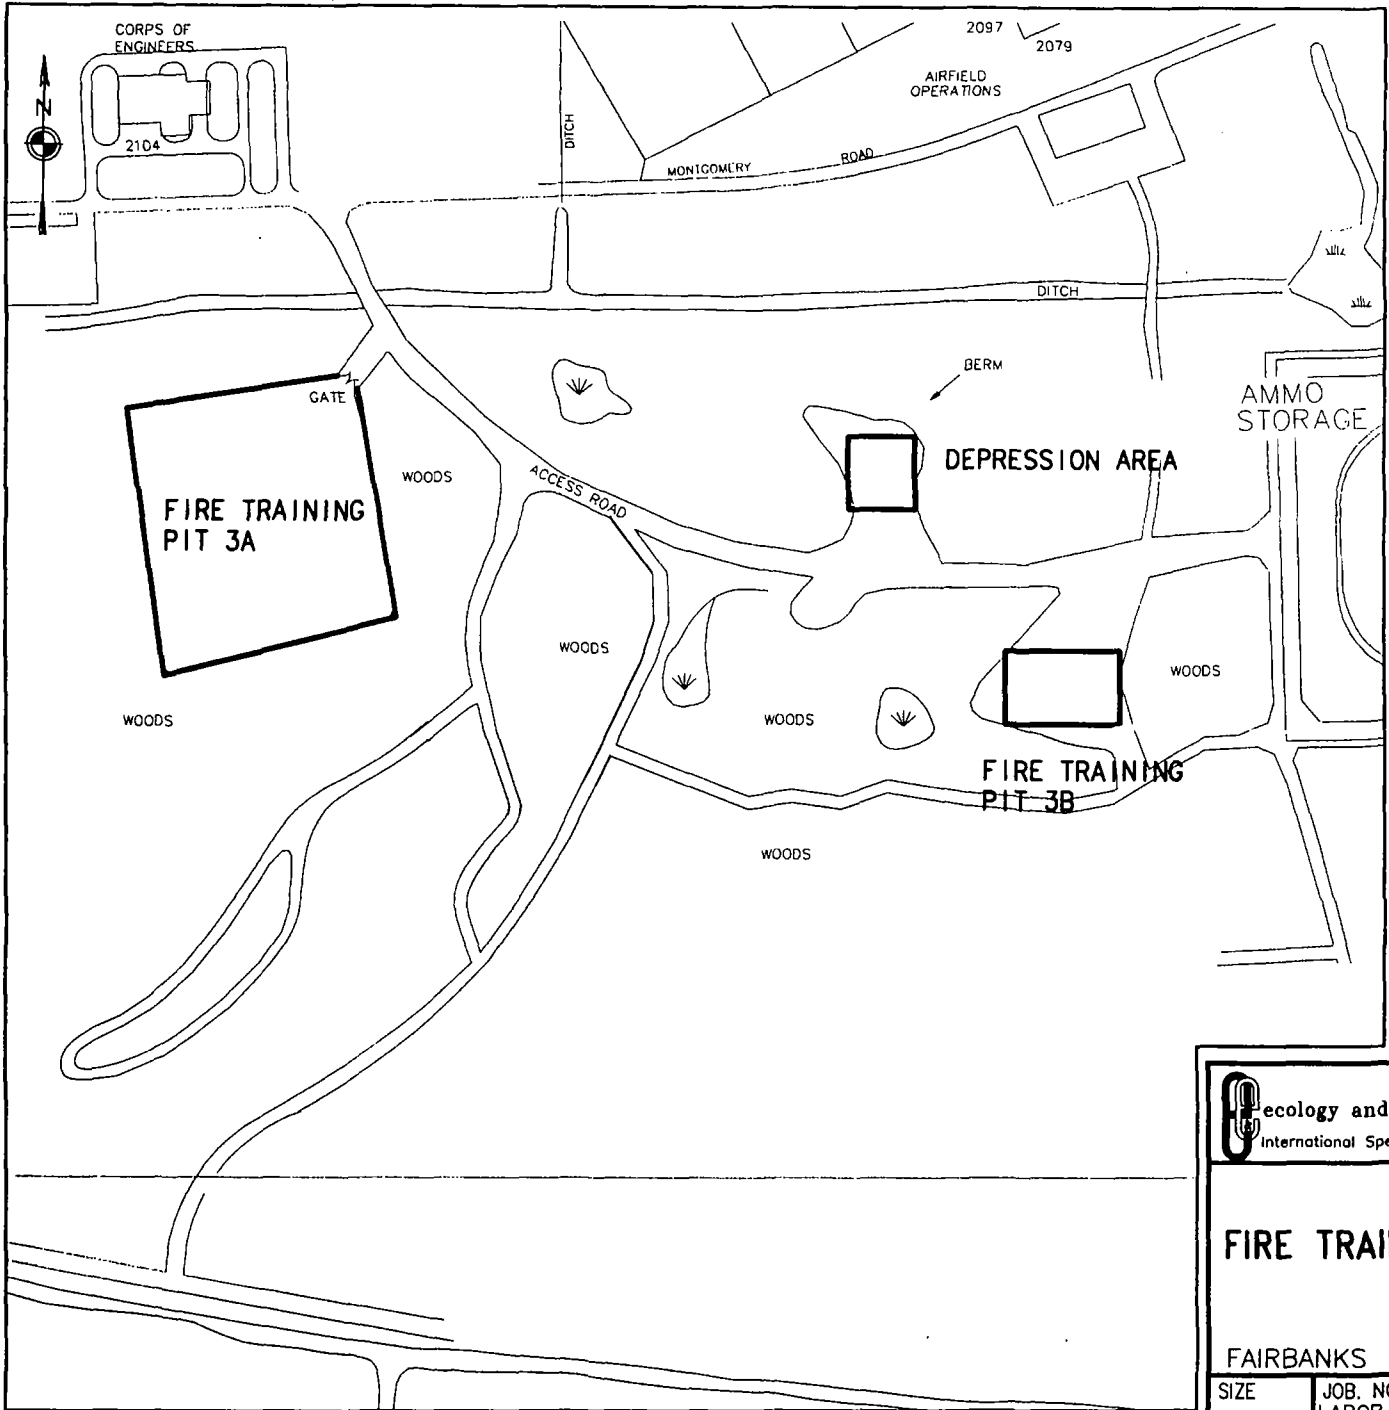 CORPS OF
ENGINEERS
2097
2079
N
AIRFIELD
OPERATIONS
2104
DITCH
MONTGOMERY ROAD
DITCH
BERM
GATE
AMMO
STORAGE
WOODS
DEPRESSION AREA
ACCESS ROAD
FIRE TRAINING
PIT 3A
WOODS
WOODS
WOODS
WOODS
FIRE TRAINING
PIT 3B
WOODS
ecology and
International
FAIRBANKS
SIZE
JOB. NO